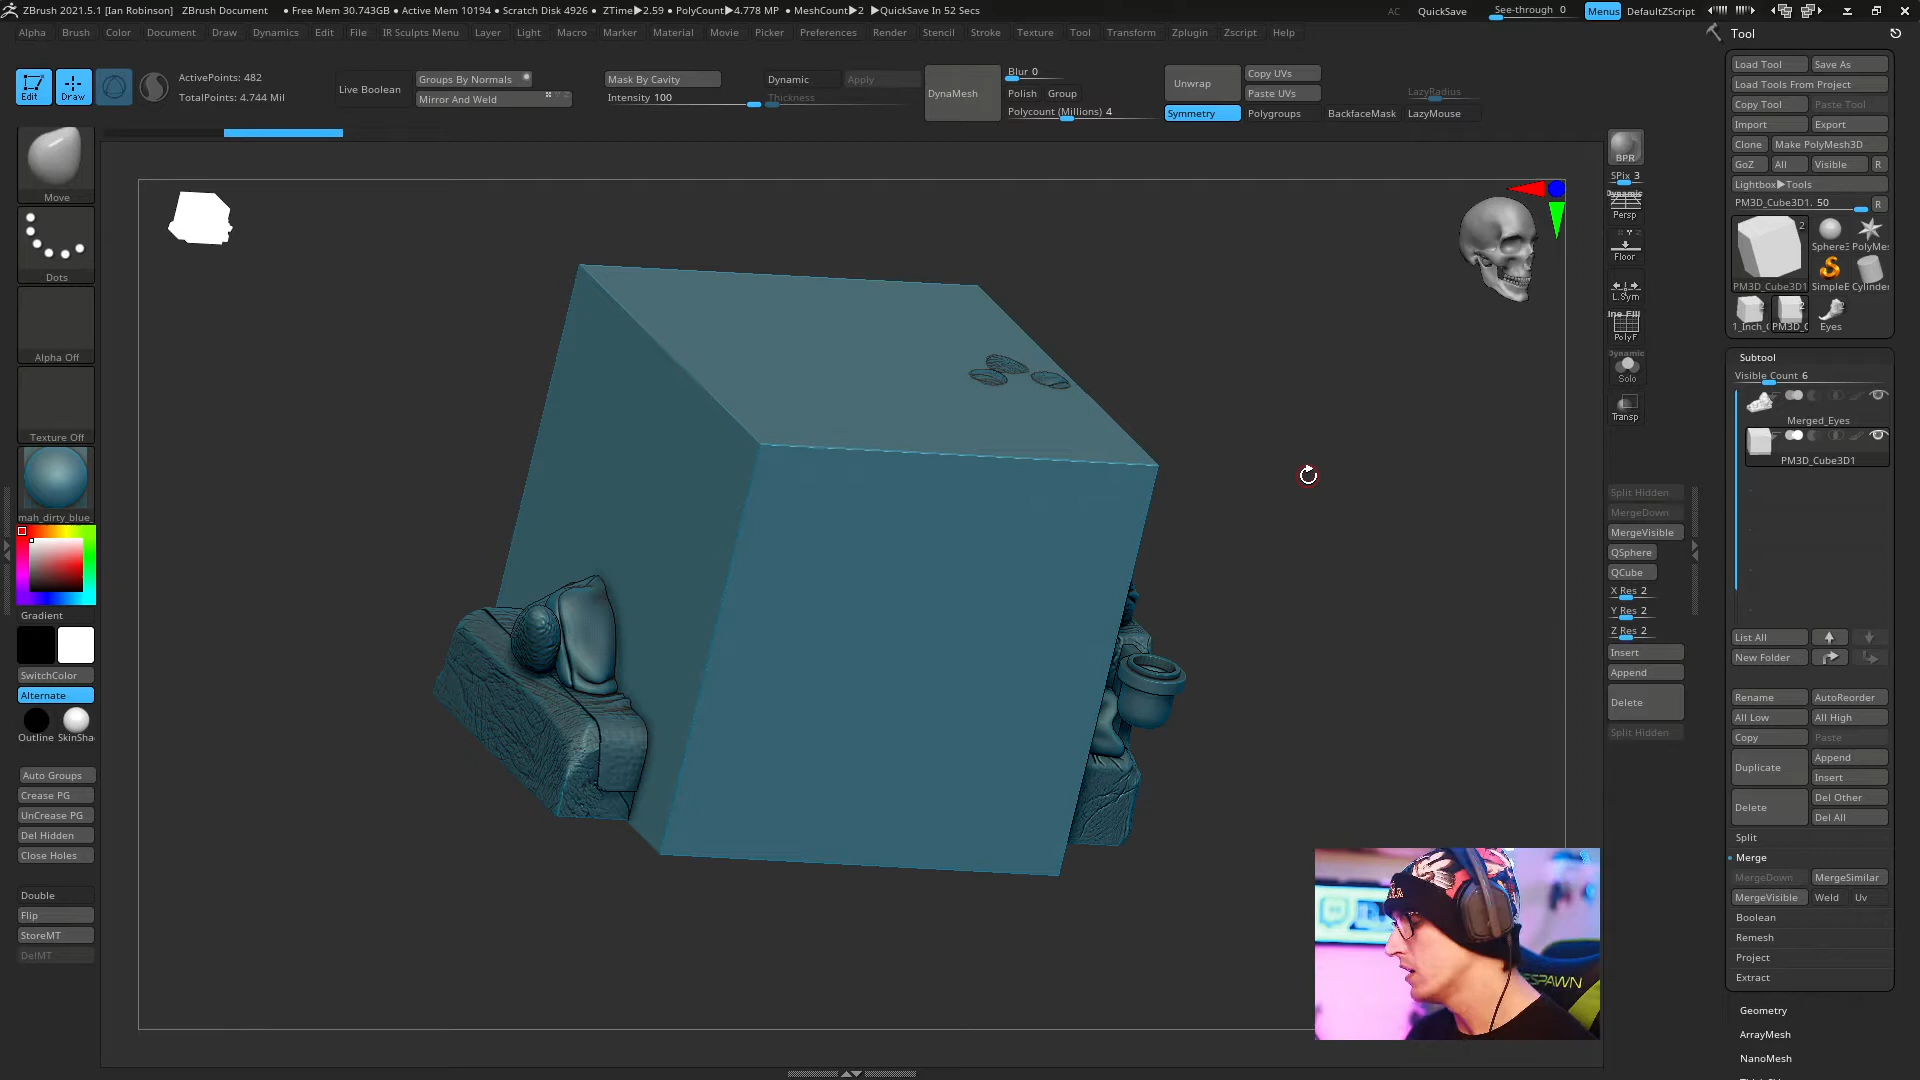 ZBrush 2021.5.1 [Ian Robinson] ZBrush Document • Free Mem 30.743GB • Active Mem 10194 • Scratch Disk 4926 • ZTime▶2.59 • PolyCount▶4.778 MP • MeshCount▶2 ▶QuickSave In 52 Secs AC QuickSave See-through 0 Menus DefaultZScript
Alpha Brush Color Document Draw Dynamics Edit File IR Sculpts Menu Layer Light Macro Marker Material Movie Picker Preferences Render Stencil Stroke Texture Tool Transform Zplugin Zscript Help
Edit Draw
ActivePoints: 482
TotalPoints: 4.744 Mil
Live Boolean
Groups By Normals
Mirror And Weld
Mask By Cavity
Intensity 100
Dynamic Apply
Thickness
DynaMesh
Blur 0
Polish Group
Polycount (Millions) 4
Unwrap
Copy UVs
Paste UVs
Symmetry Polygroups BackfaceMask
LazyRadius
LazyMouse
Move
Dots
Alpha Off
Texture Off
mah_dirty_blue_
Gradient
SwitchColor
Alternate
Outline SkinSha
Auto Groups
Crease PG
UnCrease PG
Del Hidden
Close Holes
Double
Flip
StoreMT
DelMT
BPR
SPix 3
Dynamic
Persp
Floor
L.Sym
ine Fill
PolyF
Dynamic
Solo
Transp
Split Hidden
MergeDown
MergeVisible
QSphere
QCube
X Res 2
Y Res 2
Z Res 2
Insert
Append
Delete
Split Hidden
Tool
Load Tool Save As
Load Tools From Project
Copy Tool Paste Tool
Import Export
Clone Make PolyMesh3D
GoZ All Visible R
Lightbox▶Tools
PM3D_Cube3D1. 50 R
2
Sphere3 PolyMes
PM3D_Cube3D1 SimpleE Cylinder
2 2 2
1_Inch_C PM3D_C Eyes
Subtool
Visible Count 6
Merged_Eyes
PM3D_Cube3D1
List All
New Folder
Rename AutoReorder
All Low All High
Copy Paste
Duplicate Append
Insert
Delete Del Other
Del All
Split
Merge
MergeDown MergeSimilar
MergeVisible Weld Uv
Boolean
Remesh
Project
Extract
Geometry
ArrayMesh
NanoMesh